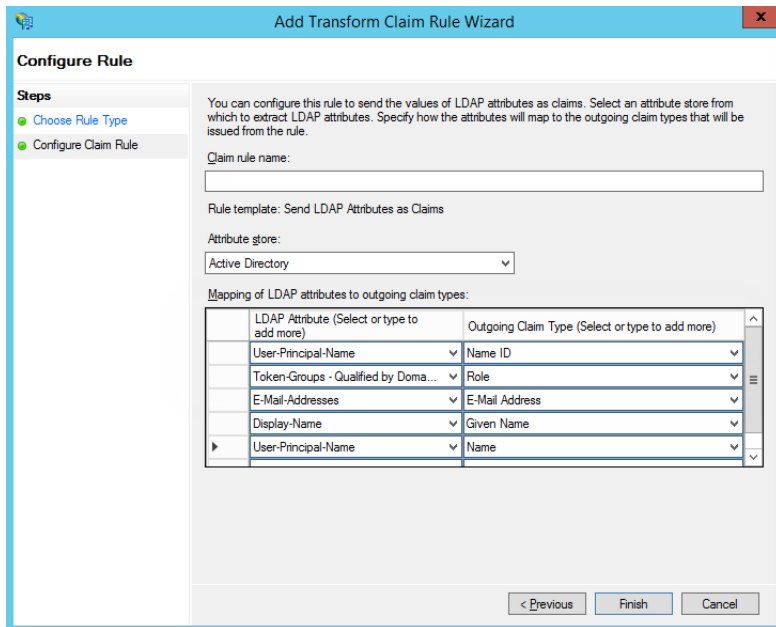 Add Transform Claim Rule Wizard
x
Configure Rule
Steps
Choose Rule Type
Configure Claim Rule
You can configure this rule to send the values of LDAP attributes as claims. Select an attribute store from
which to extract LDAP attributes. Specify how the attributes will map to the outgoing claim types that will be
issued from the rule.
Claim rule name:
Rule template: Send LDAP Attributes as Claims
Attribute store:
Active Directory
Mapping of LDAP attributes to outgoing claim types:
LDAP Attribute (Select or type to
add more)
Outgoing Claim Type (Select or type to add more)
User-Principal-Name Name ID
Token-Groups - Qualified by Doma... Role
E-Mail-Addresses E-Mail Address
Display-Name Given Name
User-Principal-Name Name
< Previous Finish Cancel